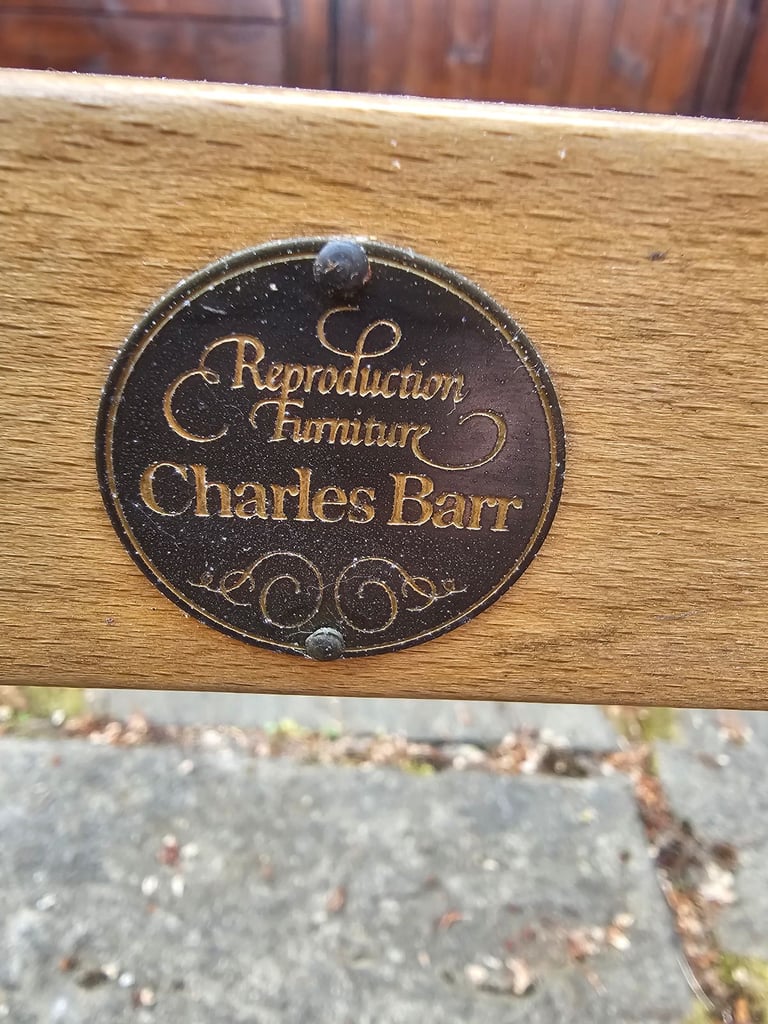 Reproduction
Furniture
Charles Barr